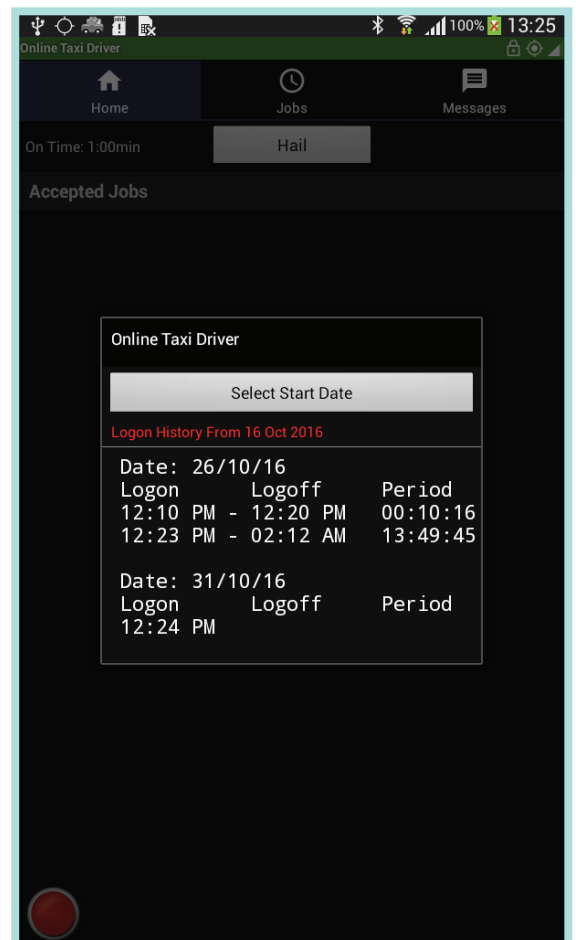 100% 13:25
Online Taxi Driver
Home Jobs Messages
On Time: 1:00min Hail
Accepted Jobs
Online Taxi Driver
Select Start Date
Logon History From 16 Oct 2016
Date: 26/10/16
Logon Logoff Period
12:10 PM - 12:20 PM 00:10:16
12:23 PM - 02:12 AM 13:49:45
Date: 31/10/16
Logon Logoff Period
12:24 PM